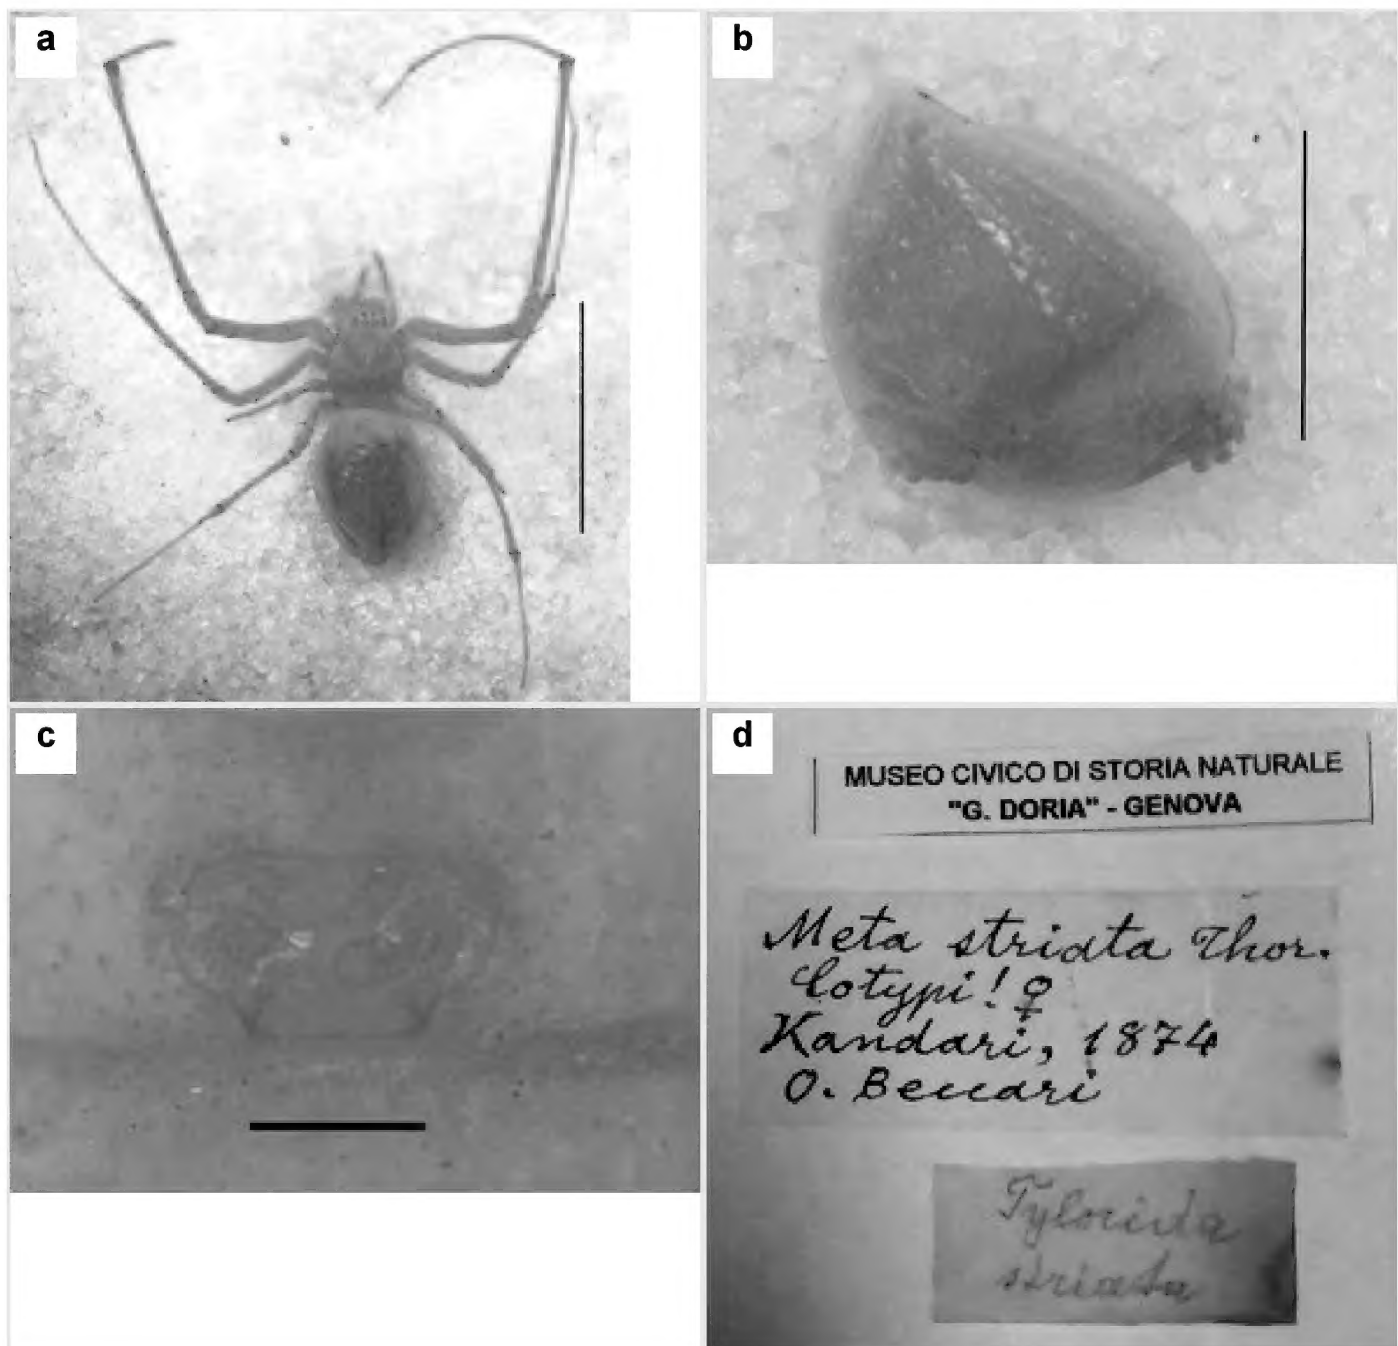 a
b
c
d
MUSEO CIVICO DI STORIA NATURALE
"G. DORIA" - GENOVA
Meta striata Thor.
Cotypi! ♀
Kandari, 1874
O. Beccari
Tylorida
striata